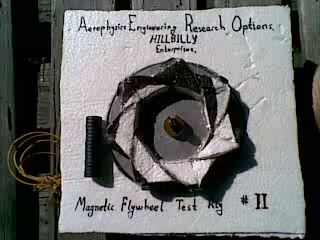 Aerophysics Engineering Research Options.
HILLBILLY
Enterprises.
Magnetic Flywheel Test Rig # II